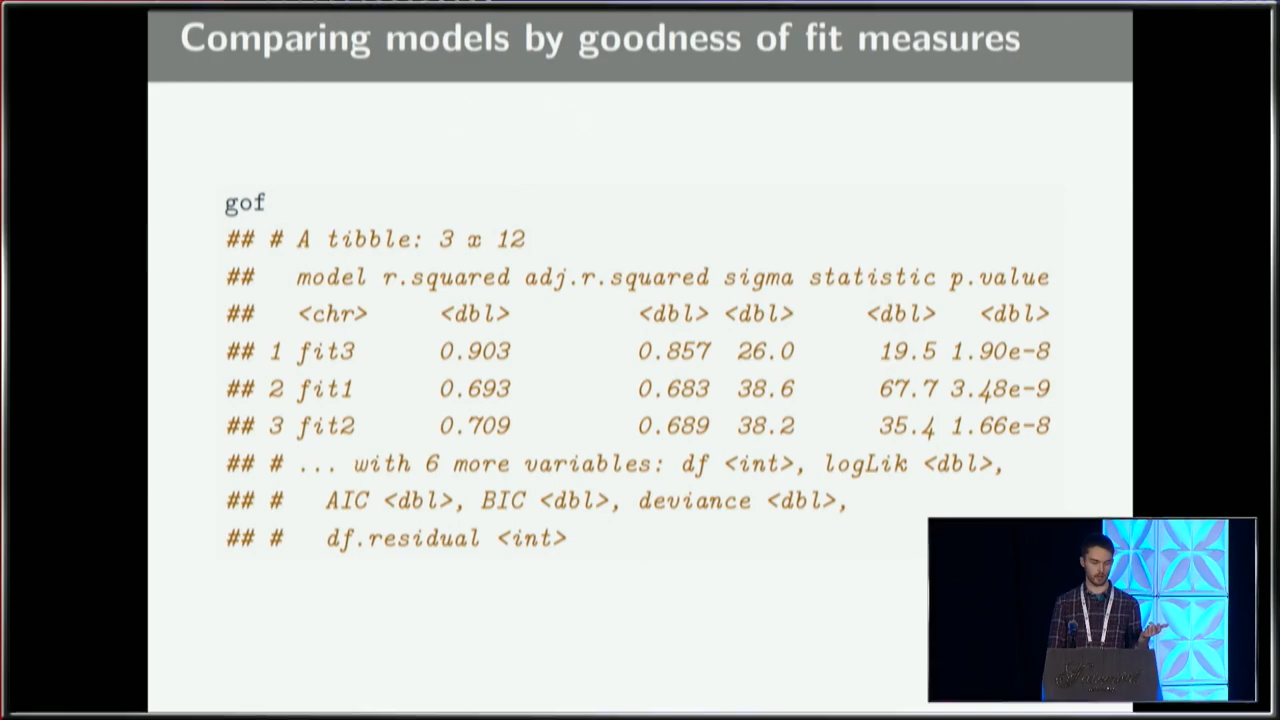 Comparing models by goodness of fit measures
gof
## # A tibble: 3 x 12
## model r.squared adj.r.squared sigma statistic p.value
## <chr> <dbl> <dbl> <dbl> <dbl> <dbl>
## 1 fit3 0.903 0.857 26.0 19.5 1.90e-8
## 2 fit1 0.693 0.683 38.6 67.7 3.48e-9
## 3 fit2 0.709 0.689 38.2 35.4 1.66e-8
## # ... with 6 more variables: df <int>, logLik <dbl>,
## # AIC <dbl>, BIC <dbl>, deviance <dbl>,
## # df.residual <int>